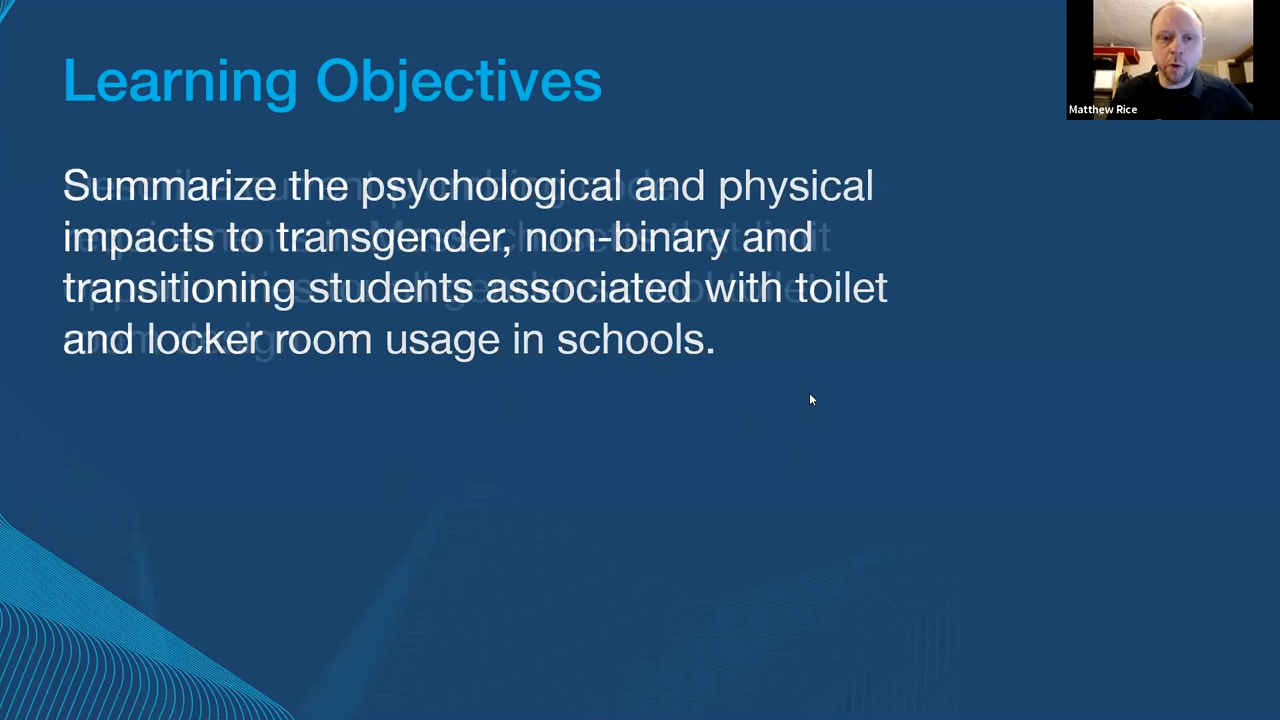 Learning Objectives
Matthew Rice
Summarize the psychological and physical
impacts to transgender, non-binary and
transitioning students associated with toilet
and locker room usage in schools.